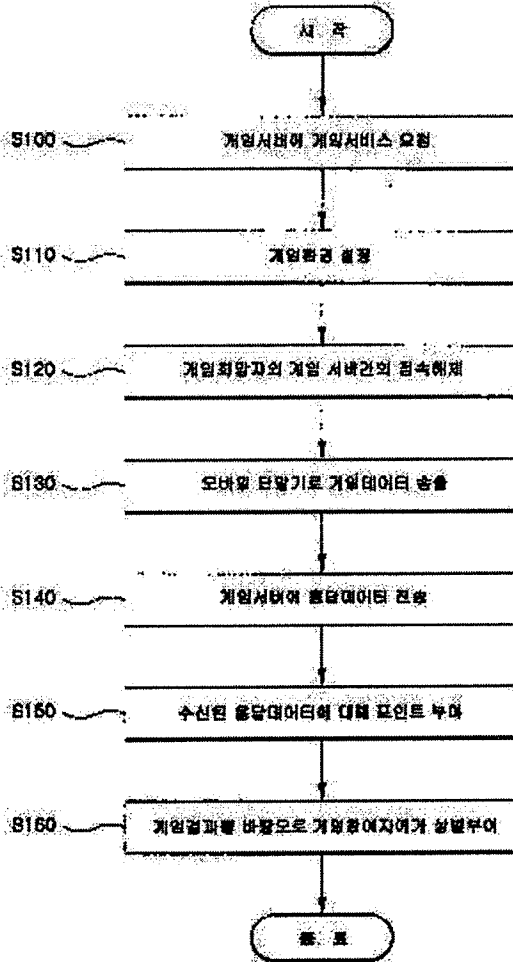 시 작
S100
게임서버에 게임서비스 요청
S110
게임환경 설정
S120
게임희망자의 게임 서버간의 접속해제
S130
모바일 단말기로 게임데이터 송출
S140
게임서버에 응답데이터 전송
S150
수신된 응답데이터에 대해 포인트 부여
S160
게임결과를 바탕으로 게임참여자에게 상벌부여
종 료